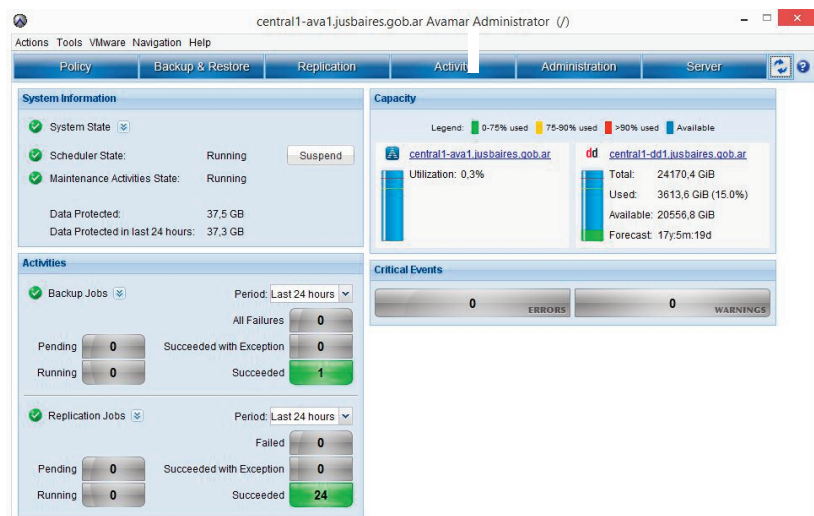 central1-ava1.jusbaires.gob.ar Avamar Administrator (/)
Actions Tools VMware Navigation Help
Policy Backup & Restore Replication Activity Administration Server
System Information
System State
Scheduler State: Running Suspend
Maintenance Activities State: Running
Data Protected: 37,5 GB
Data Protected in last 24 hours: 37,3 GB
Capacity
Legend: 0-75% used 75-90% used >90% used Available
central1-ava1.jusbaires.gob.ar
Utilization: 0,3%
dd central1-dd1.jusbaires.gob.ar
Total: 24170,4 GiB
Used: 3613,6 GiB (15.0%)
Available: 20556,8 GiB
Forecast: 17y:5m:19d
Activities
Backup Jobs Period: Last 24 hours
All Failures 0
Pending 0 Succeeded with Exception 0
Running 0 Succeeded 1
Replication Jobs Period: Last 24 hours
Failed 0
Pending 0 Succeeded with Exception 0
Running 0 Succeeded 24
Critical Events
0 ERRORS 0 WARNINGS